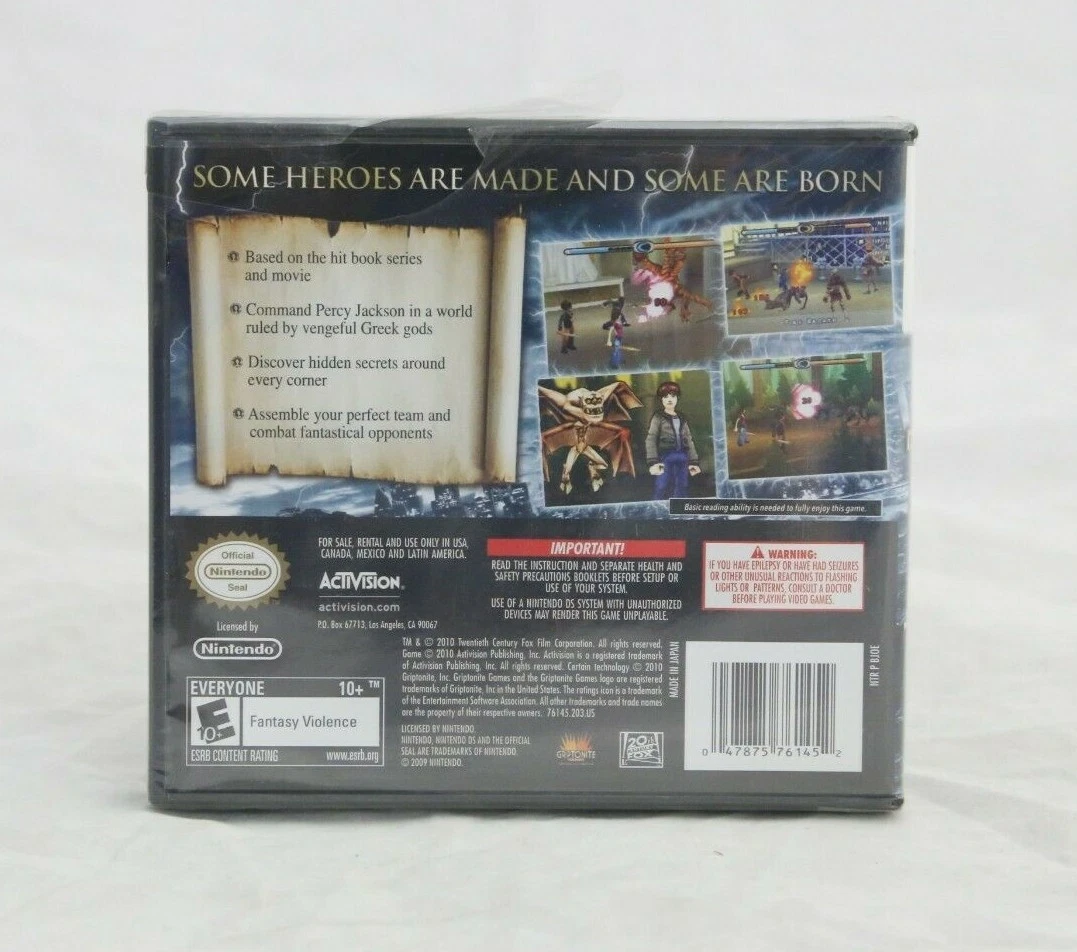 SOME HEROES ARE MADE AND SOME ARE BORN
Based on the hit book series
and movie
Command Percy Jackson in a world
ruled by vengeful Greek gods
Discover hidden secrets around
every corner
Assemble your perfect team and
combat fantastical opponents
Basic reading ability is needed to fully enjoy this game.
Official
Nintendo
Seal
Licensed by
Nintendo
FOR SALE, RENTAL AND USE ONLY IN USA,
CANADA, MEXICO AND LATIN AMERICA.
ACTIVISION
activision.com
P.O. Box 67713, Los Angeles, CA 90067
IMPORTANT!
READ THE INSTRUCTION AND SEPARATE HEALTH AND
SAFETY PRECAUTIONS BOOKLETS BEFORE SETUP OR
USE OF YOUR SYSTEM.
USE OF A NINTENDO DS SYSTEM WITH UNAUTHORIZED
DEVICES MAY RENDER THIS GAME UNPLAYABLE.
WARNING:
IF YOU HAVE EPILEPSY OR HAVE HAD SEIZURES
OR OTHER UNUSUAL REACTIONS TO FLASHING
LIGHTS OR PATTERNS, CONSULT A DOCTOR
BEFORE PLAYING VIDEO GAMES.
TM & © 2010 Twentieth Century Fox Film Corporation. All rights reserved.
Game © 2010 Activision Publishing, Inc. Activision is a registered trademark
of Activision Publishing, Inc. All rights reserved. Certain technology © 2010
Griptonite, Inc. Griptonite Games and the Griptonite Games logo are registered
trademarks of Griptonite, Inc in the United States. The ratings icon is a trademark
of the Entertainment Software Association. All other trademarks and trade names
are the property of their respective owners. 76145.203.US
LICENSED BY NINTENDO.
NINTENDO, NINTENDO DS AND THE OFFICIAL
SEAL ARE TRADEMARKS OF NINTENDO.
© 2009 NINTENDO.
EVERYONE 10+ ™
E
10+
Fantasy Violence
ESRB CONTENT RATING www.esrb.org
GRIPTONITE
20th
CENTURY
FOX
MADE IN JAPAN
NTR P BJOE
0 47875 76145 2